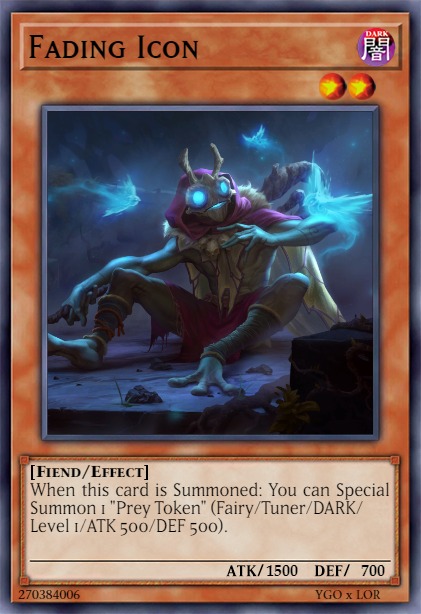 Fading Icon
DARK
闇
[Fiend/Effect]
When this card is Summoned: You can Special
Summon 1 "Prey Token" (Fairy/Tuner/DARK/
Level 1/ATK 500/DEF 500).
ATK/1500 DEF/ 700
270384006 YGO x LOR